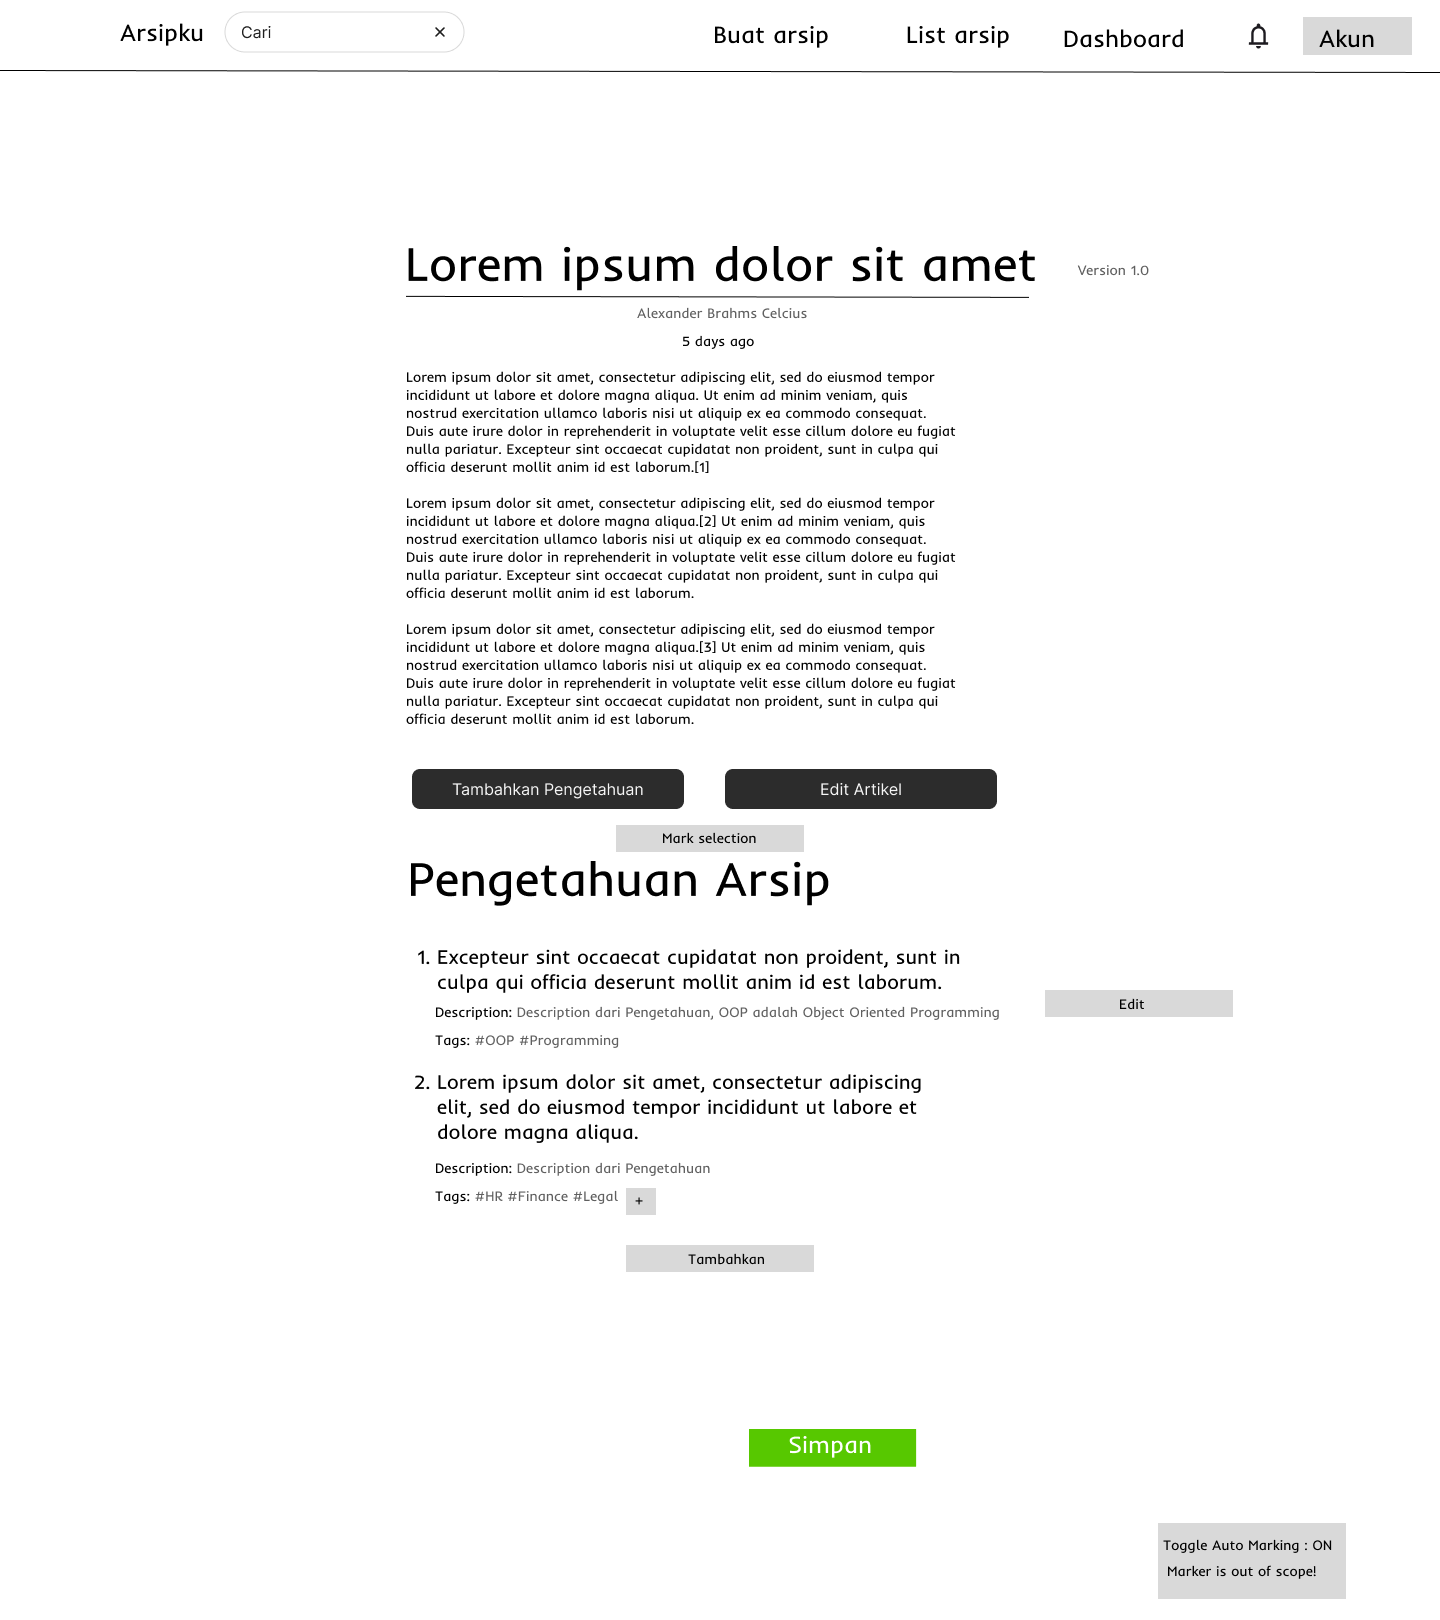 Arsipku
Cari
Buat arsip
List arsip
Dashboard
Akun
Lorem ipsum dolor sit amet
Version 1.0
Alexander Brahms Celcius
5 days ago
Lorem ipsum dolor sit amet, consectetur adipiscing elit, sed do eiusmod tempor
incididunt ut labore et dolore magna aliqua. Ut enim ad minim veniam, quis
nostrud exercitation ullamco laboris nisi ut aliquip ex ea commodo consequat.
Duis aute irure dolor in reprehenderit in voluptate velit esse cillum dolore eu fugiat
nulla pariatur. Excepteur sint occaecat cupidatat non proident, sunt in culpa qui
officia deserunt mollit anim id est laborum.[1]
Lorem ipsum dolor sit amet, consectetur adipiscing elit, sed do eiusmod tempor
incididunt ut labore et dolore magna aliqua.[2] Ut enim ad minim veniam, quis
nostrud exercitation ullamco laboris nisi ut aliquip ex ea commodo consequat.
Duis aute irure dolor in reprehenderit in voluptate velit esse cillum dolore eu fugiat
nulla pariatur. Excepteur sint occaecat cupidatat non proident, sunt in culpa qui
officia deserunt mollit anim id est laborum.
Lorem ipsum dolor sit amet, consectetur adipiscing elit, sed do eiusmod tempor
incididunt ut labore et dolore magna aliqua.[3] Ut enim ad minim veniam, quis
nostrud exercitation ullamco laboris nisi ut aliquip ex ea commodo consequat.
Duis aute irure dolor in reprehenderit in voluptate velit esse cillum dolore eu fugiat
nulla pariatur. Excepteur sint occaecat cupidatat non proident, sunt in culpa qui
officia deserunt mollit anim id est laborum.
Tambahkan Pengetahuan
Edit Artikel
Mark selection
Pengetahuan Arsip
1. Excepteur sint occaecat cupidatat non proident, sunt in
culpa qui officia deserunt mollit anim id est laborum.
Edit
Description: Description dari Pengetahuan, OOP adalah Object Oriented Programming
Tags: #OOP #Programming
2. Lorem ipsum dolor sit amet, consectetur adipiscing
elit, sed do eiusmod tempor incididunt ut labore et
dolore magna aliqua.
Description: Description dari Pengetahuan
Tags: #HR #Finance #Legal +
Tambahkan
Simpan
Toggle Auto Marking : ON
Marker is out of scope!